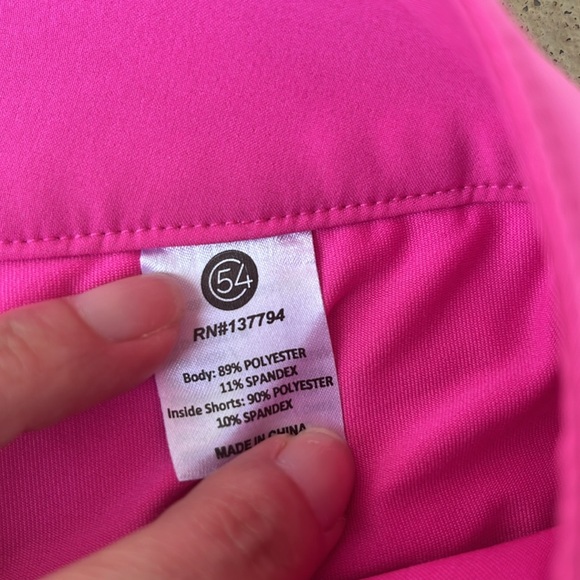 54
RN#137794
Body: 89% POLYESTER
11% SPANDEX
Inside Shorts: 90% POLYESTER
10% SPANDEX
MADE IN CHINA